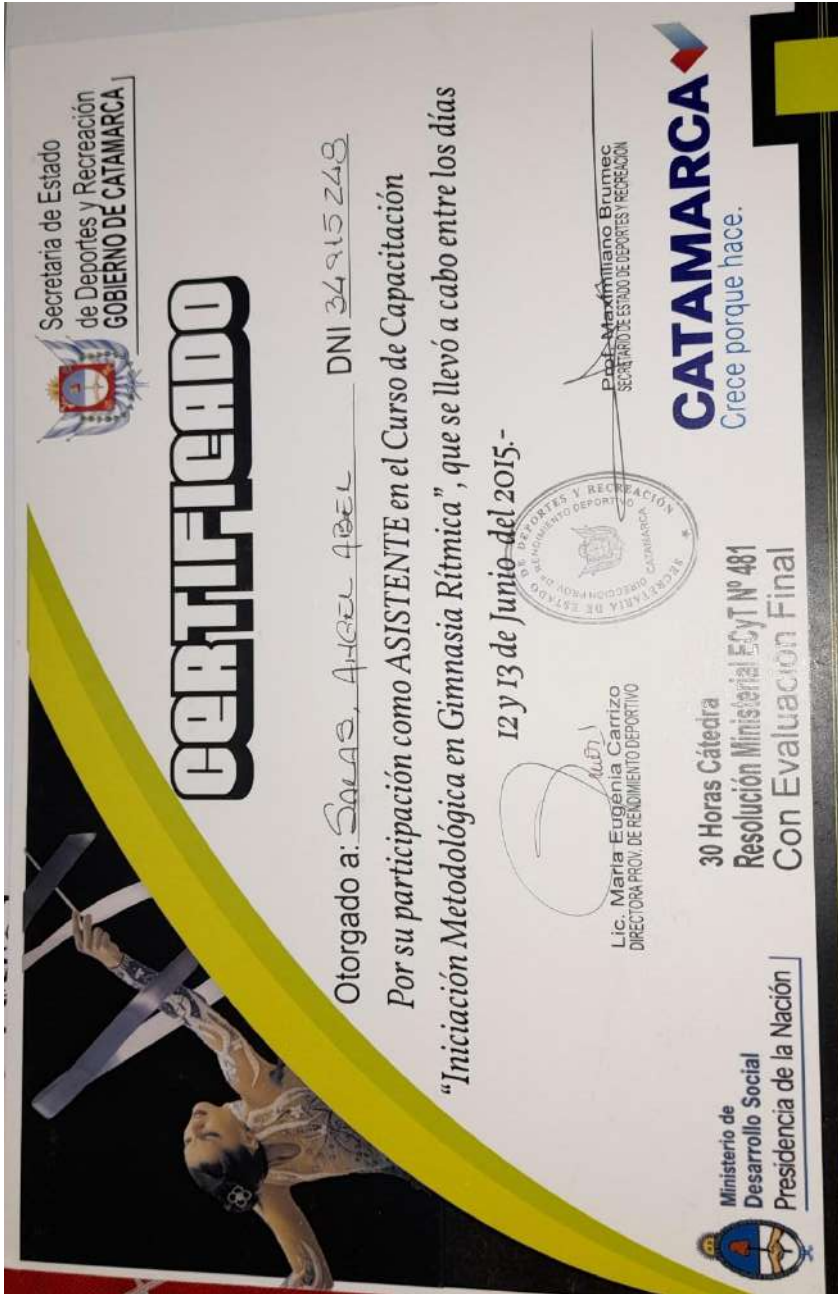 Secretaria de Estado
de Deportes y Recreación
GOBIERNO DE CATAMARCA
CERTIFICADO
Otorgado a: SALAS, ANGEL ABEL DNI 34915248
Por su participación como ASISTENTE en el Curso de Capacitación
“Iniciación Metodológica en Gimnasia Rítmica”, que se llevó a cabo entre los días
12 y 13 de Junio del 2015.-
SECRETARIA DE ESTADO DE DEPORTES Y RECREACIÓN
DIRECCION PROV. DE RENDIMIENTO DEPORTIVO
CATAMARCA
Lic. María Eugenia Carrizo
DIRECTORA PROV. DE RENDIMIENTO DEPORTIVO
Prof. Maximiliano Brumec
SECRETARIO DE ESTADO DE DEPORTES Y RECREACIÓN
30 Horas Cátedra
Resolución Ministerial ECyT Nº 481
Con Evaluación Final
Ministerio de
Desarrollo Social
Presidencia de la Nación
CATAMARCA
Crece porque hace.